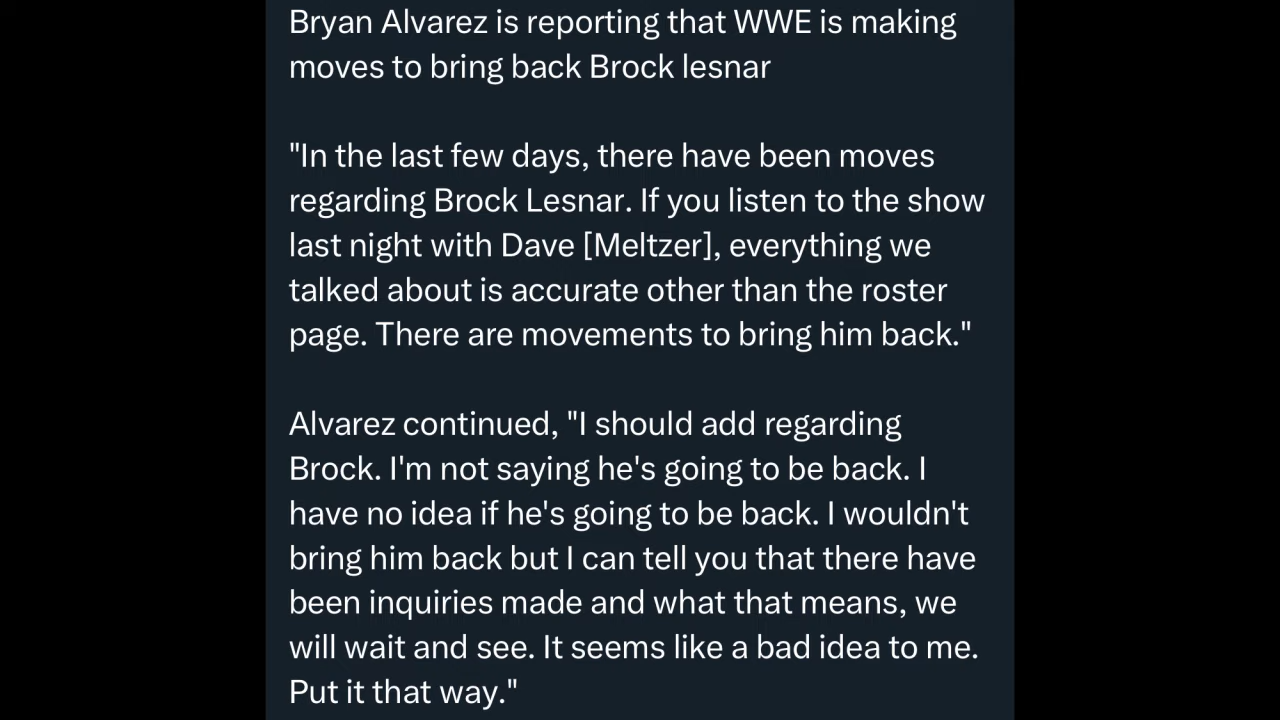 Bryan Alvarez is reporting that WWE is making
moves to bring back Brock lesnar
"In the last few days, there have been moves
regarding Brock Lesnar. If you listen to the show
last night with Dave [Meltzer], everything we
talked about is accurate other than the roster
page. There are movements to bring him back."
Alvarez continued, "I should add regarding
Brock. I'm not saying he's going to be back. I
have no idea if he's going to be back. I wouldn't
bring him back but I can tell you that there have
been inquiries made and what that means, we
will wait and see. It seems like a bad idea to me.
Put it that way."